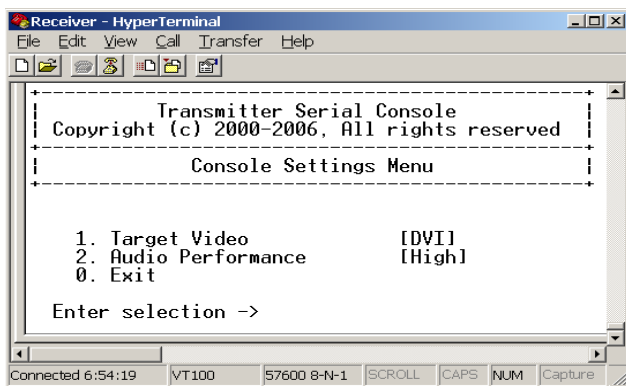 Receiver - HyperTerminal
File Edit View Call Transfer Help
Transmitter Serial Console
Copyright (c) 2000-2006, All rights reserved
Console Settings Menu
1. Target Video [DVI]
2. Audio Performance [High]
0. Exit
Enter selection ->
Connected 6:54:19 VT100 57600 8-N-1 SCROLL CAPS NUM Capture